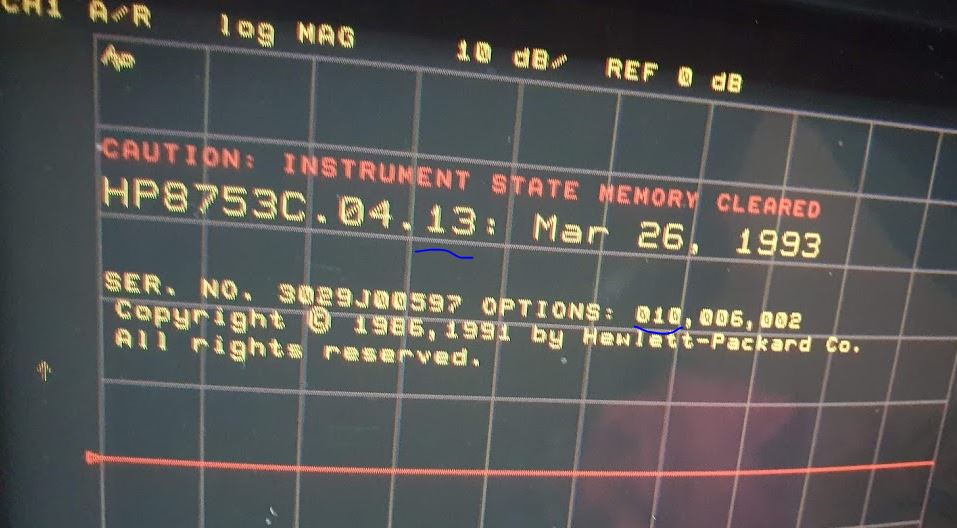 CH1 A/R log MAG 10 dB/ REF 0 dB
CAUTION: INSTRUMENT STATE MEMORY CLEARED
HP8753C.04.13: Mar 26, 1993
SER. NO. 3029J00597 OPTIONS: 010,006,002
Copyright © 1986,1991 by Hewlett-Packard Co.
All rights reserved.